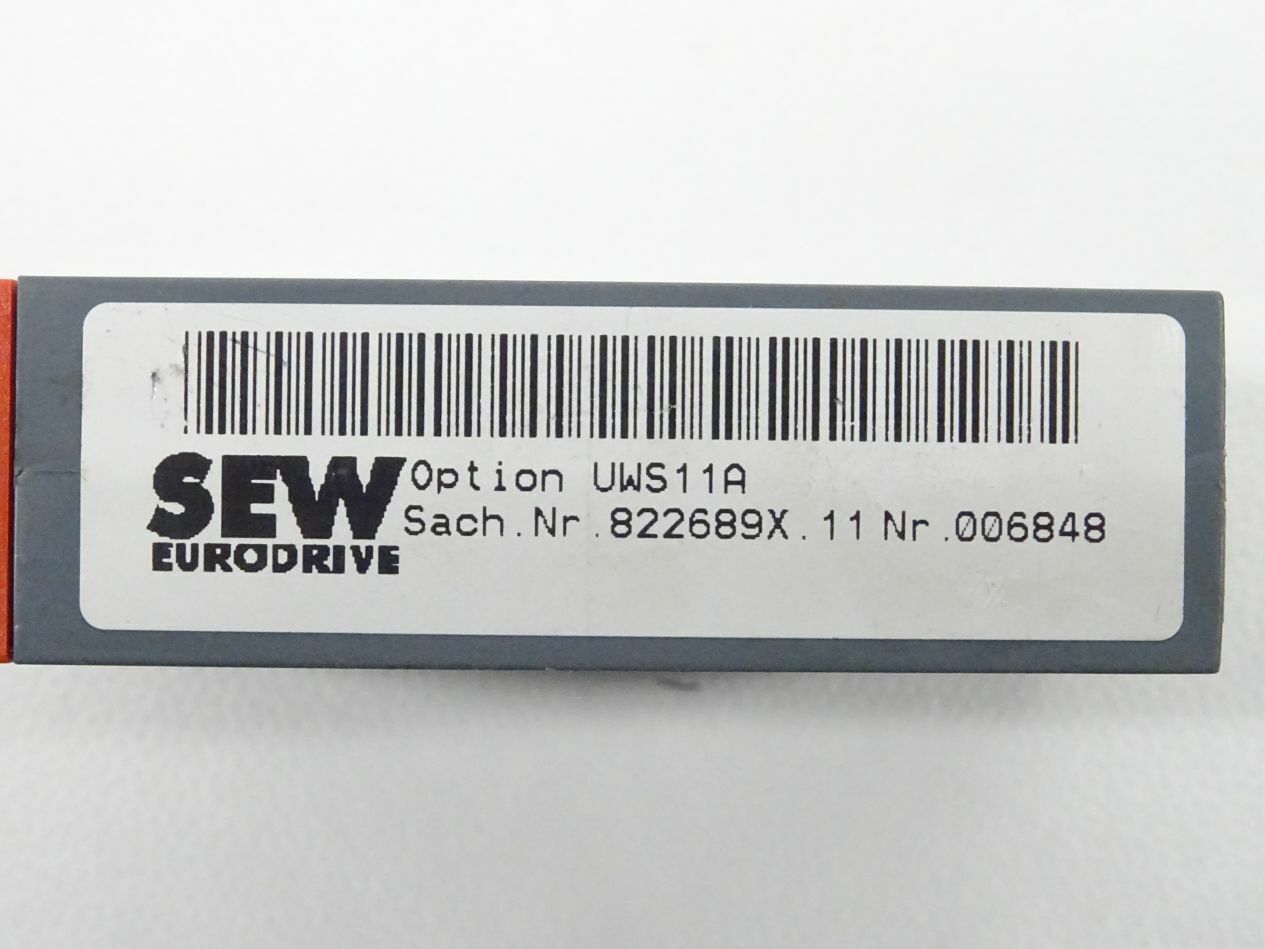 SEW
EURODRIVE
Option UWS11A
Sach.Nr.822689X.11 Nr.006848